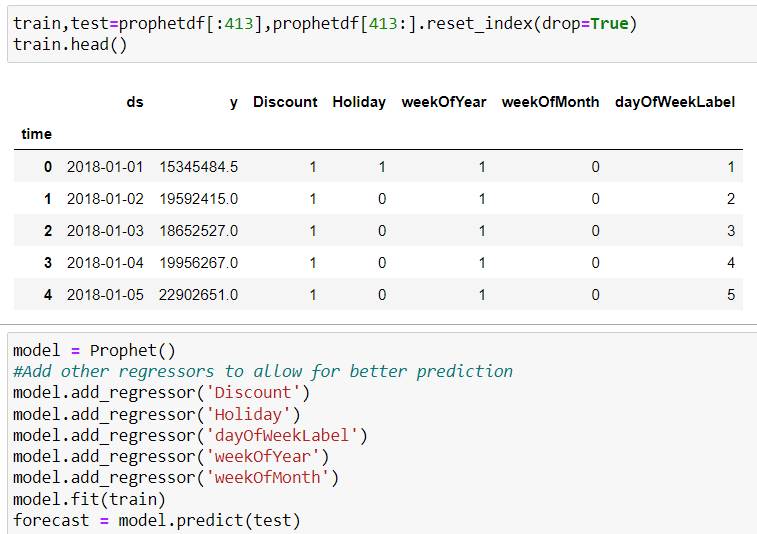 train,test=prophetdf[:413],prophetdf[413:].reset_index(drop=True)
train.head()
ds y Discount Holiday weekOfYear weekOfMonth dayOfWeekLabel
time
0 2018-01-01 15345484.5 1 1 1 0 1
1 2018-01-02 19592415.0 1 0 1 0 2
2 2018-01-03 18652527.0 1 0 1 0 3
3 2018-01-04 19956267.0 1 0 1 0 4
4 2018-01-05 22902651.0 1 0 1 0 5
model = Prophet()
#Add other regressors to allow for better prediction
model.add_regressor('Discount')
model.add_regressor('Holiday')
model.add_regressor('dayOfWeekLabel')
model.add_regressor('weekOfYear')
model.add_regressor('weekOfMonth')
model.fit(train)
forecast = model.predict(test)